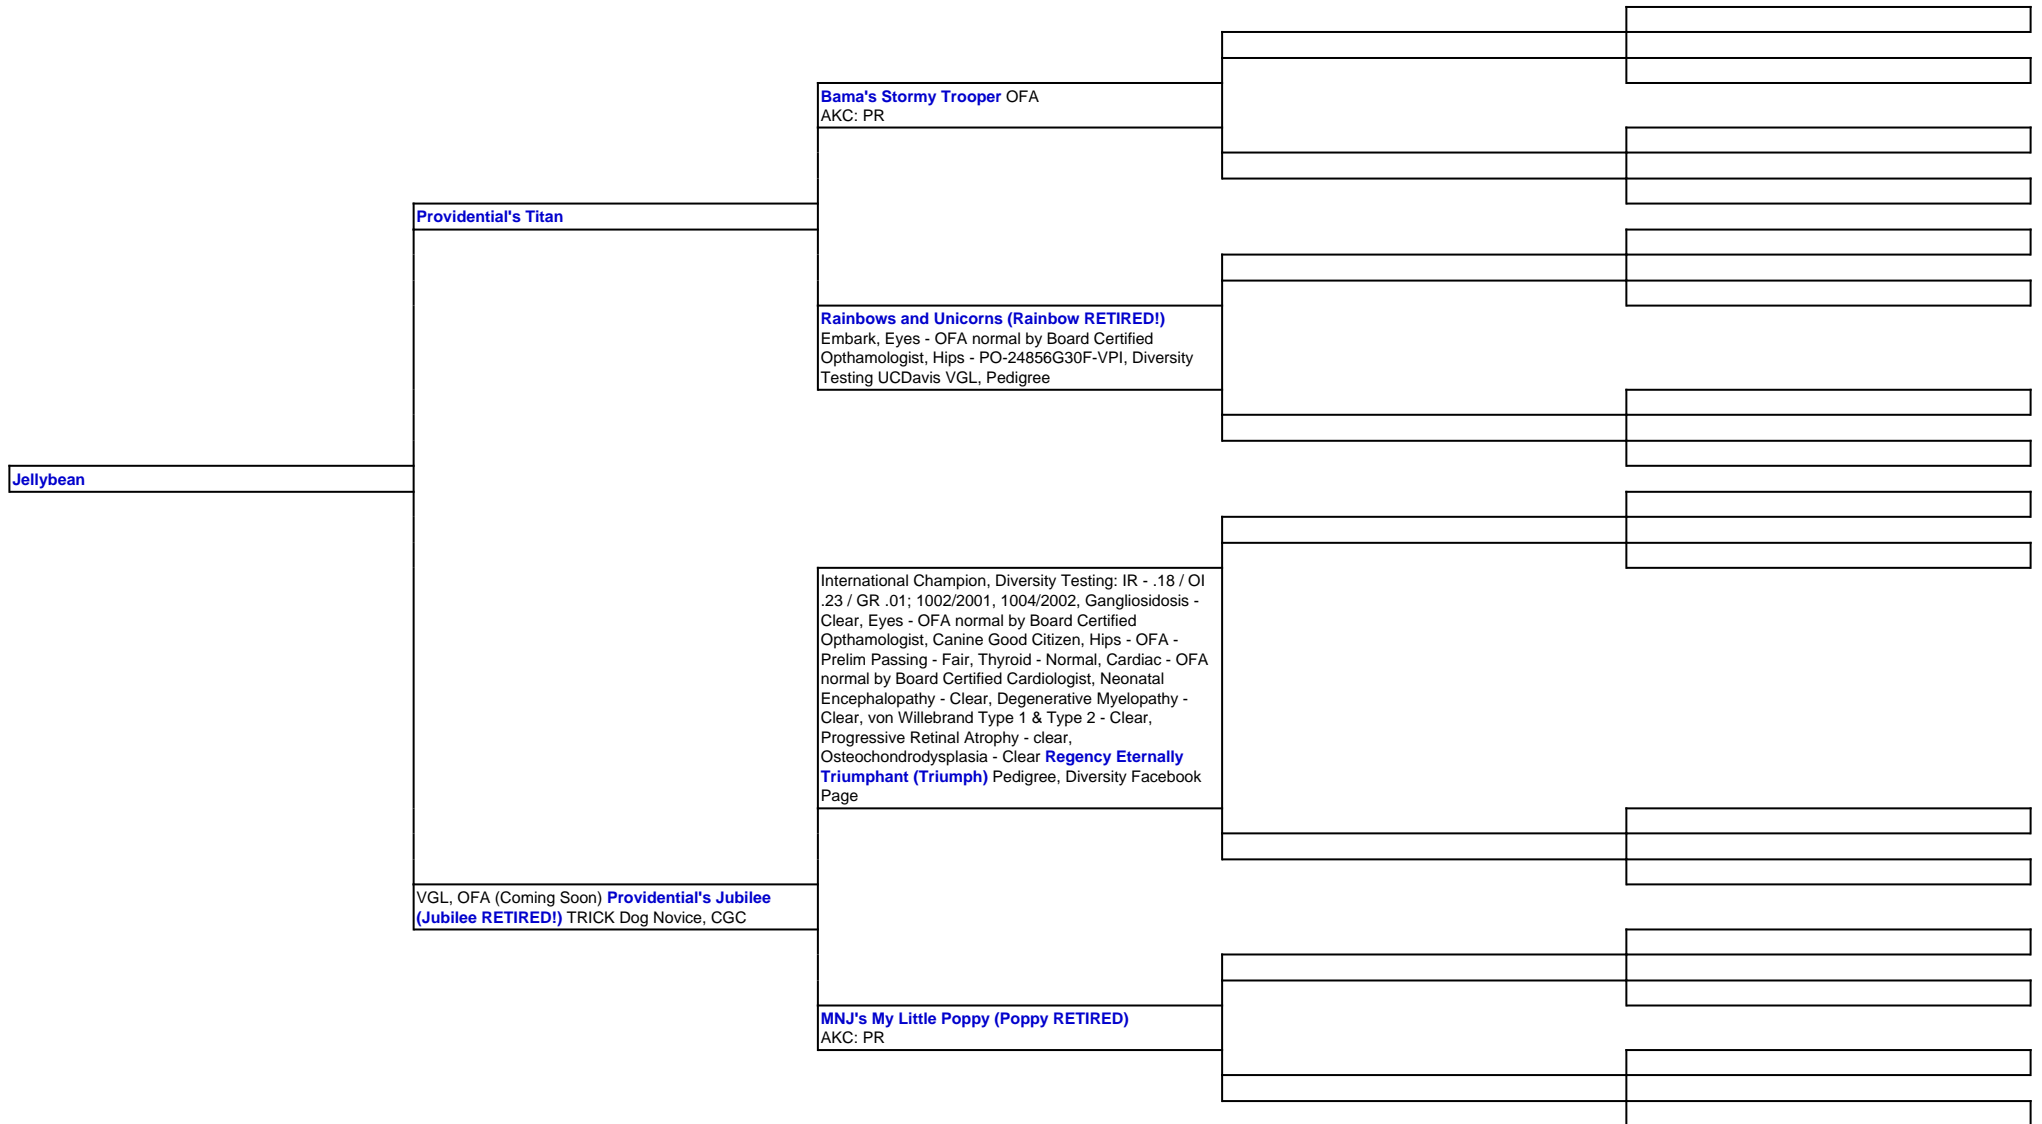 Bama's Stormy Trooper OFA
AKC: PR
Providential's Titan
Rainbows and Unicorns (Rainbow RETIRED!)
Embark, Eyes - OFA normal by Board Certified
Opthamologist, Hips - PO-24856G30F-VPI, Diversity
Testing UCDavis VGL, Pedigree
Jellybean
International Champion, Diversity Testing: IR - .18 / OI
.23 / GR .01; 1002/2001, 1004/2002, Gangliosidosis -
Clear, Eyes - OFA normal by Board Certified
Opthamologist, Canine Good Citizen, Hips - OFA -
Prelim Passing - Fair, Thyroid - Normal, Cardiac - OFA
normal by Board Certified Cardiologist, Neonatal
Encephalopathy - Clear, Degenerative Myelopathy -
Clear, von Willebrand Type 1 & Type 2 - Clear,
Progressive Retinal Atrophy - clear,
Osteochondrodysplasia - Clear Regency Eternally
Triumphant (Triumph) Pedigree, Diversity Facebook
Page
VGL, OFA (Coming Soon) Providential's Jubilee
(Jubilee RETIRED!) TRICK Dog Novice, CGC
MNJ's My Little Poppy (Poppy RETIRED)
AKC: PR